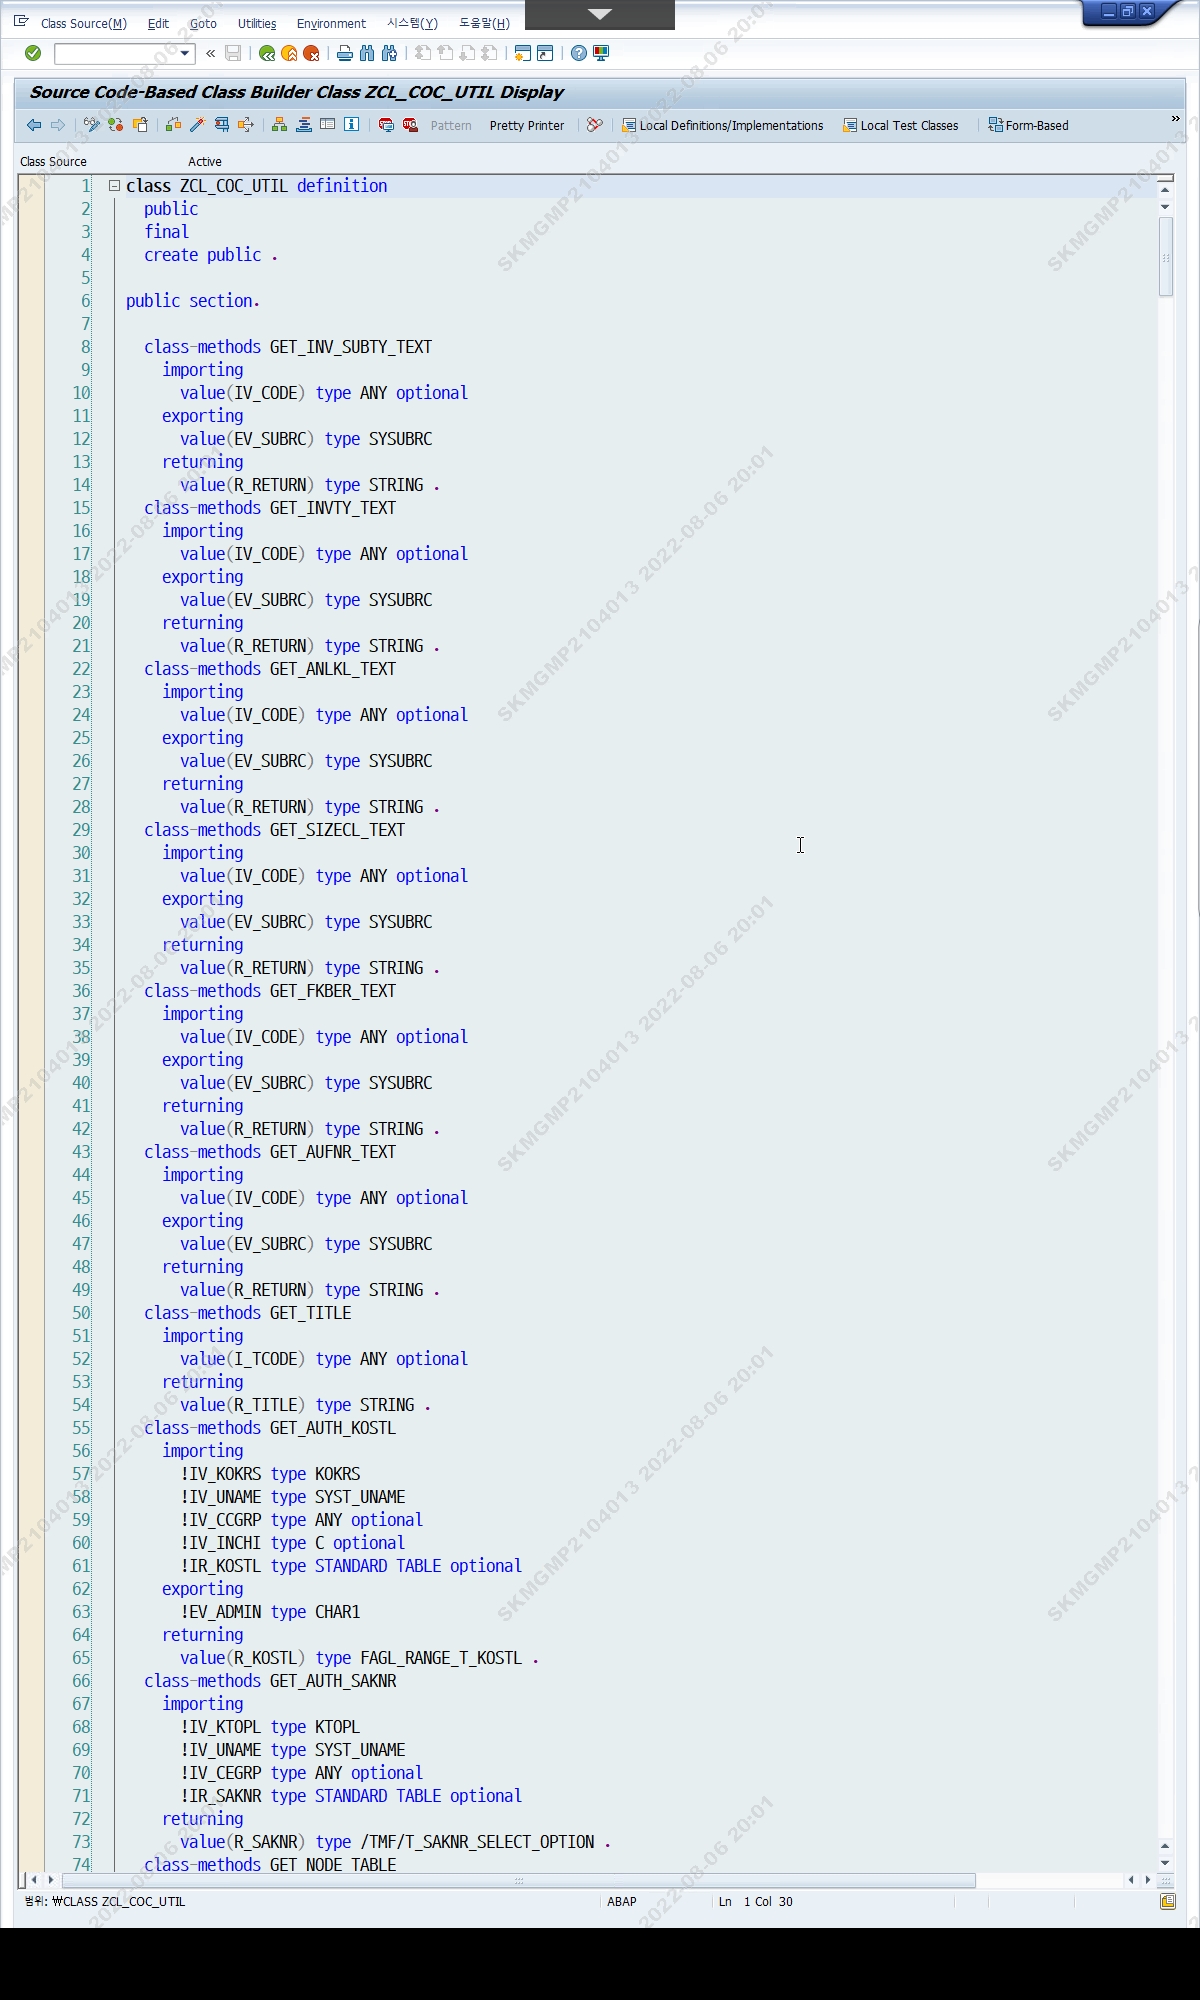 Class Source(M) Edit Goto Utilities Environment 시스템(Y) 도움말(H)
Source Code-Based Class Builder Class ZCL_COC_UTIL Display
Pattern Pretty Printer Local Definitions/Implementations Local Test Classes Form-Based
Class Source Active
1 class ZCL_COC_UTIL definition
2 public
3 final
4 create public .
5
6 public section.
7
8 class-methods GET_INV_SUBTY_TEXT
9 importing
10 value(IV_CODE) type ANY optional
11 exporting
12 value(EV_SUBRC) type SYSUBRC
13 returning
14 value(R_RETURN) type STRING .
15 class-methods GET_INVTY_TEXT
16 importing
17 value(IV_CODE) type ANY optional
18 exporting
19 value(EV_SUBRC) type SYSUBRC
20 returning
21 value(R_RETURN) type STRING .
22 class-methods GET_ANLKL_TEXT
23 importing
24 value(IV_CODE) type ANY optional
25 exporting
26 value(EV_SUBRC) type SYSUBRC
27 returning
28 value(R_RETURN) type STRING .
29 class-methods GET_SIZECL_TEXT
30 importing
31 value(IV_CODE) type ANY optional
32 exporting
33 value(EV_SUBRC) type SYSUBRC
34 returning
35 value(R_RETURN) type STRING .
36 class-methods GET_FKBER_TEXT
37 importing
38 value(IV_CODE) type ANY optional
39 exporting
40 value(EV_SUBRC) type SYSUBRC
41 returning
42 value(R_RETURN) type STRING .
43 class-methods GET_AUFNR_TEXT
44 importing
45 value(IV_CODE) type ANY optional
46 exporting
47 value(EV_SUBRC) type SYSUBRC
48 returning
49 value(R_RETURN) type STRING .
50 class-methods GET_TITLE
51 importing
52 value(I_TCODE) type ANY optional
53 returning
54 value(R_TITLE) type STRING .
55 class-methods GET_AUTH_KOSTL
56 importing
57 !IV_KOKRS type KOKRS
58 !IV_UNAME type SYST_UNAME
59 !IV_CCGRP type ANY optional
60 !IV_INCHI type C optional
61 !IR_KOSTL type STANDARD TABLE optional
62 exporting
63 !EV_ADMIN type CHAR1
64 returning
65 value(R_KOSTL) type FAGL_RANGE_T_KOSTL .
66 class-methods GET_AUTH_SAKNR
67 importing
68 !IV_KTOPL type KTOPL
69 !IV_UNAME type SYST_UNAME
70 !IV_CEGRP type ANY optional
71 !IR_SAKNR type STANDARD TABLE optional
72 returning
73 value(R_SAKNR) type /TMF/T_SAKNR_SELECT_OPTION .
74 class-methods GET_NODE_TABLE
범위: ₩CLASS ZCL_COC_UTIL ABAP Ln 1 Col 30
SKMGMP2104013 2022-08-06 20:01
SKMGMP2104013 2022-08-06 20:01
SKMGMP2104013 2022-08-06 20:01